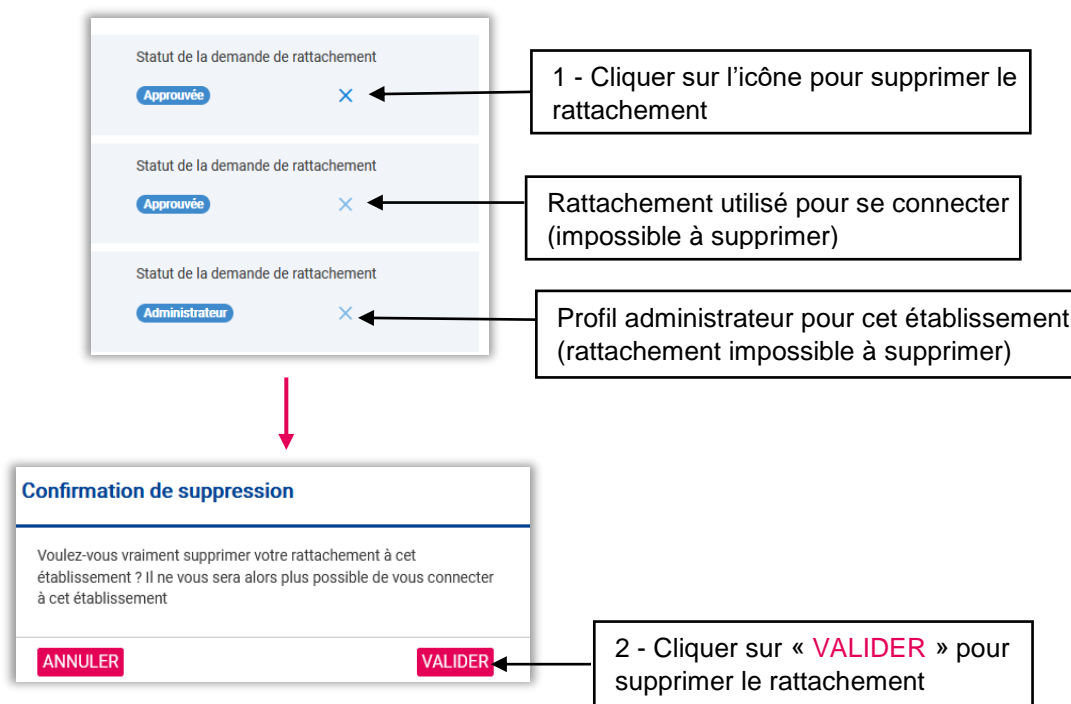 Statut de la demande de rattachement
Approuvée
1 - Cliquer sur l’icône pour supprimer le
rattachement
Statut de la demande de rattachement
Approuvée
Rattachement utilisé pour se connecter
(impossible à supprimer)
Statut de la demande de rattachement
Administrateur
Profil administrateur pour cet établissement
(rattachement impossible à supprimer)
Confirmation de suppression
Voulez-vous vraiment supprimer votre rattachement à cet
établissement ? Il ne vous sera alors plus possible de vous connecter
à cet établissement
ANNULER
VALIDER
2 - Cliquer sur « VALIDER » pour
supprimer le rattachement